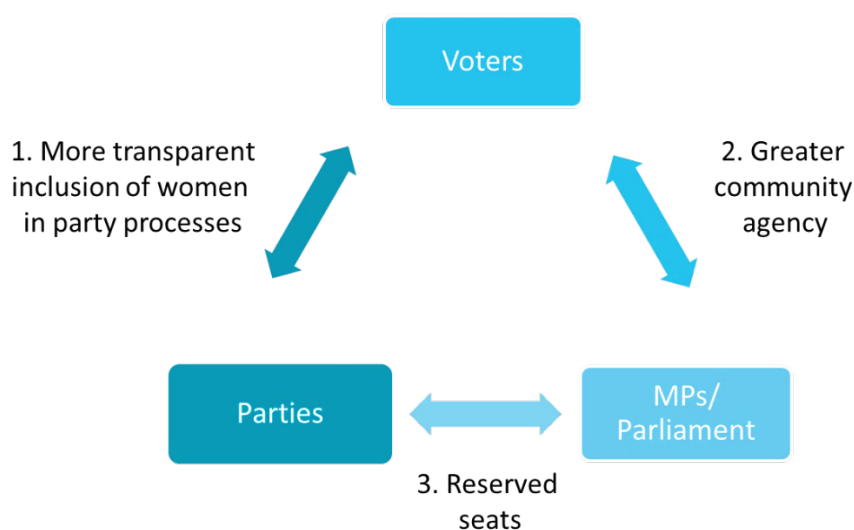 Voters
1. More transparent
inclusion of women
in party processes
2. Greater
community
agency
Parties
MPs/
Parliament
3. Reserved
seats